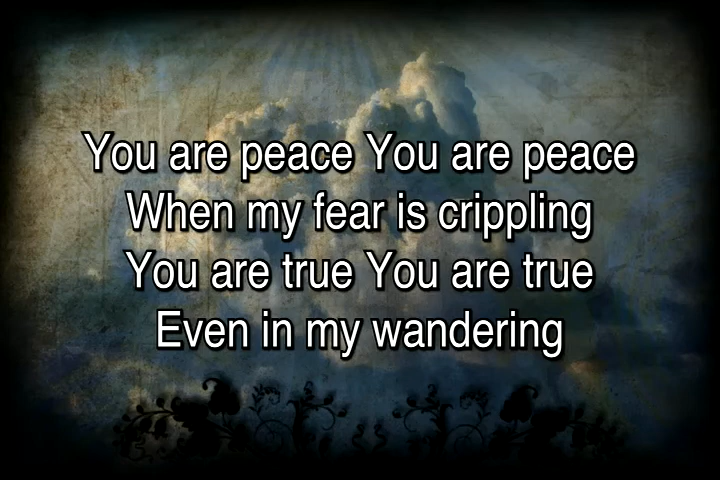 You are peace You are peace
When my fear is crippling
You are true You are true
Even in my wandering